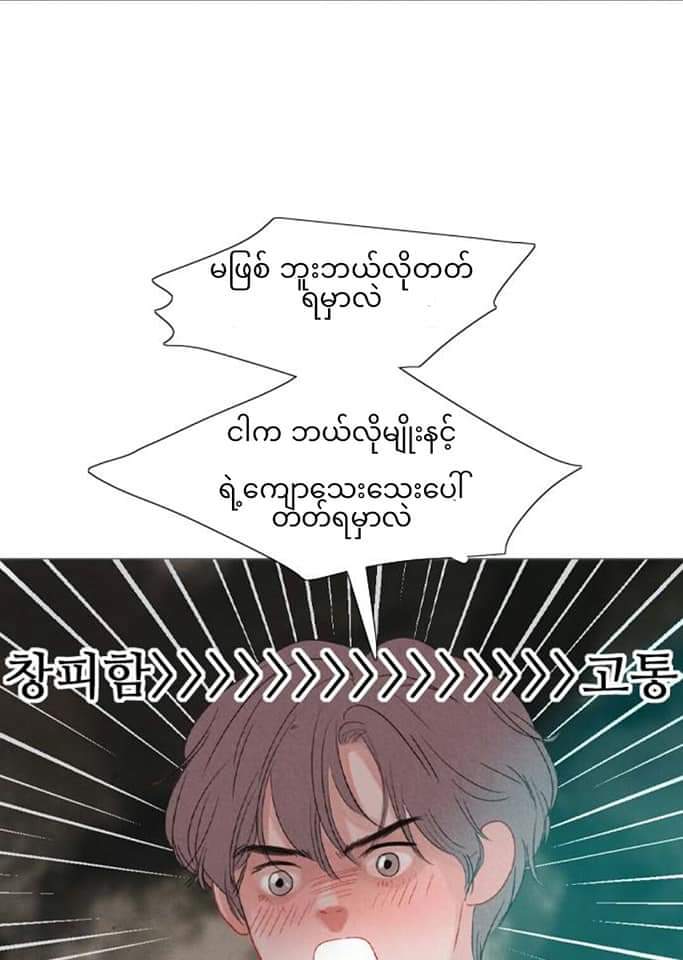 မဖြစ် ဘူးဘယ်လိုတတ်
ရမှာလဲ
ငါက ဘယ်လိုမျိုးနင့်
ရဲ့ကျောသေးသေးပေါ်
တတ်ရမှာလဲ
창피함>>>>>>>>>>>>>>>고통